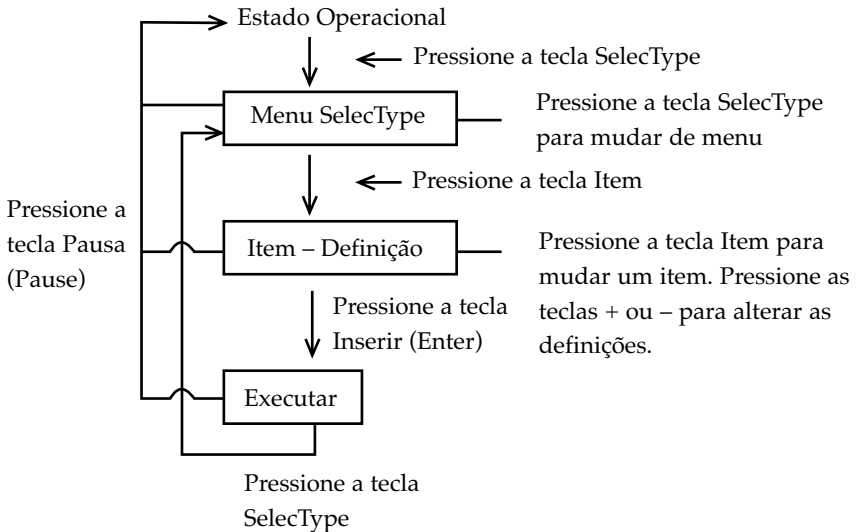 Estado Operacional
Pressione a tecla SelecType
Menu SelecType
Pressione a tecla SelecType
para mudar de menu
Pressione a tecla Item
Pressione a
tecla Pausa
(Pause)
Item – Definição
Pressione a tecla Item para
mudar um item. Pressione as
teclas + ou – para alterar as
definições.
Pressione a tecla
Inserir (Enter)
Executar
Pressione a tecla
SelecType